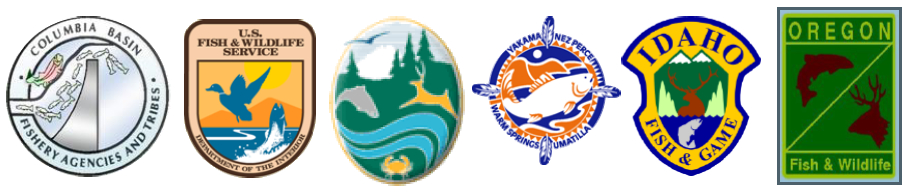 COLUMBIA BASIN
FISHERY AGENCIES AND TRIBES
U.S.
FISH & WILDLIFE
SERVICE
DEPARTMENT OF THE INTERIOR
YAKAMA NEZ PERCE
WARM SPRINGS UMATILLA
IDAHO
FISH & GAME
OREGON
Fish & Wildlife